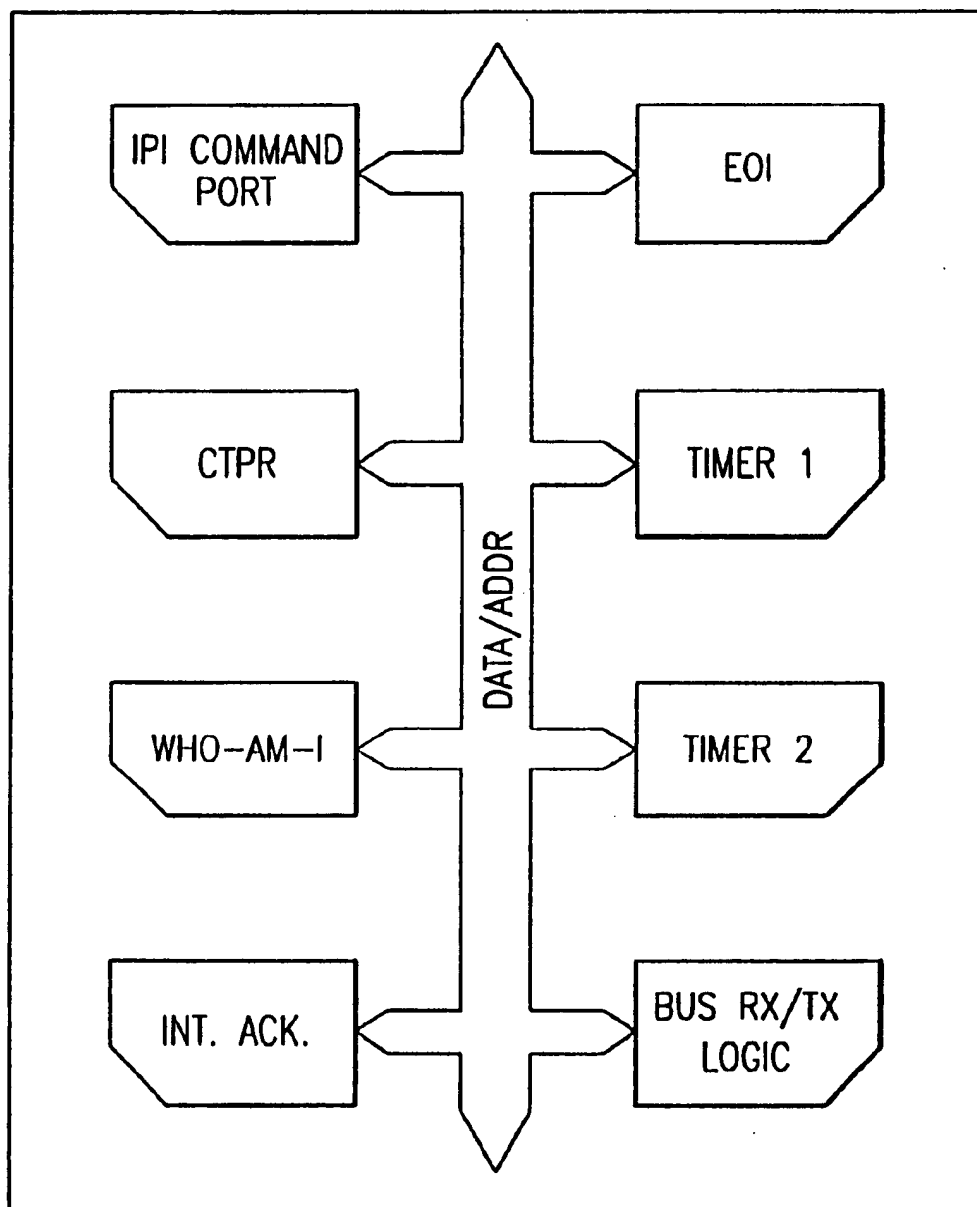 IPI COMMAND
PORT
EOI
CTPR
TIMER 1
DATA/ADDR
WHO-AM-I
TIMER 2
INT. ACK.
BUS RX/TX
LOGIC